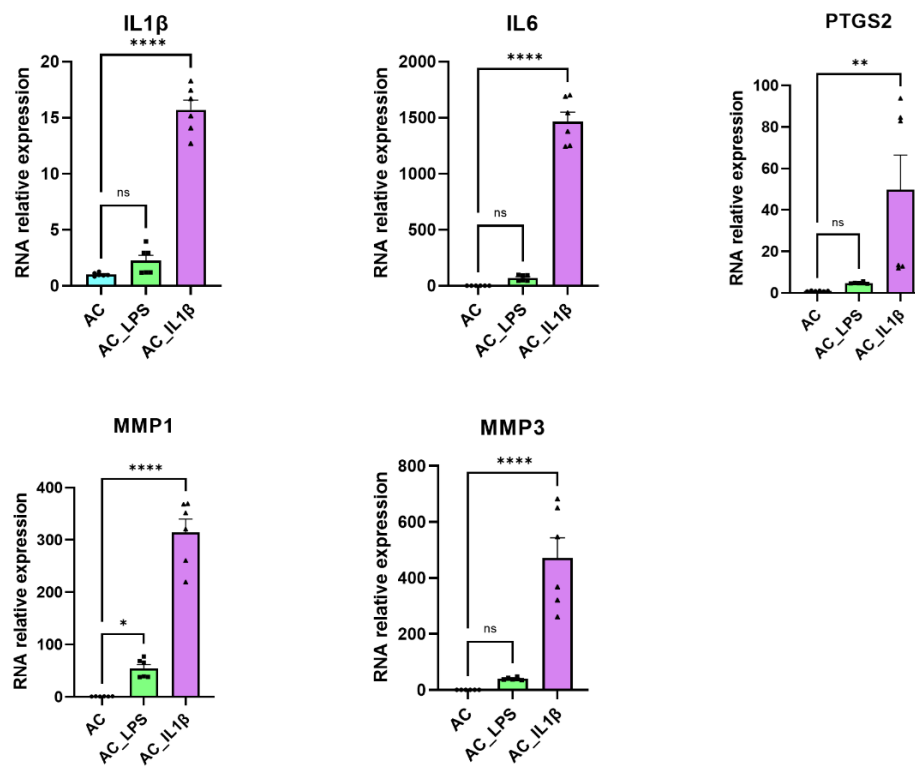 IL1β
****
20
15
10
5
0
RNA relative expression
ns
AC
AC_LPS
AC_IL1β
IL6
****
2000
1500
1000
500
0
RNA relative expression
ns
AC
AC_LPS
AC_IL1β
PTGS2
**
100
80
60
40
20
0
RNA relative expression
ns
AC
AC_LPS
AC_IL1β
MMP1
****
400
300
200
100
0
RNA relative expression
*
AC
AC_LPS
AC_IL1β
MMP3
****
800
600
400
200
0
RNA relative expression
ns
AC
AC_LPS
AC_IL1β